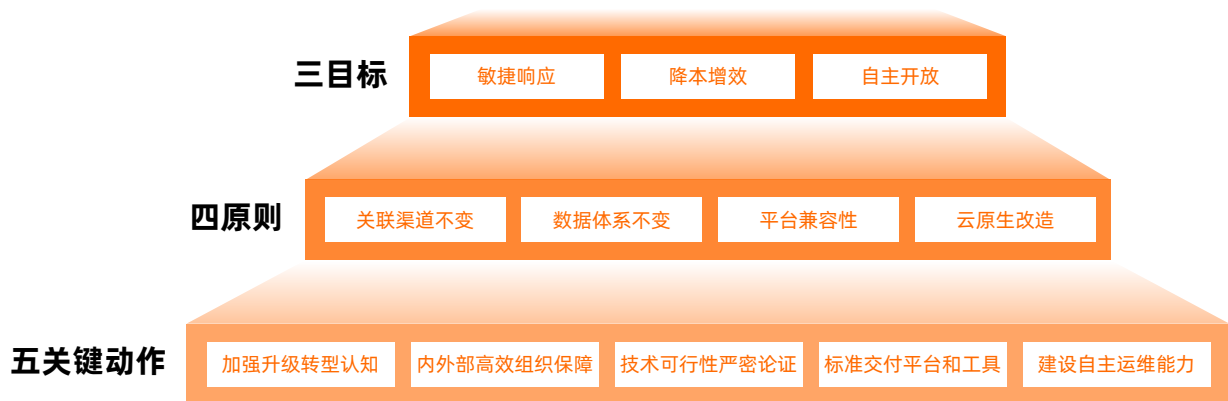 三目标
敏捷响应
降本增效
自主开放
四原则
关联渠道不变
数据体系不变
平台兼容性
云原生改造
五关键动作
加强升级转型认知
内外部高效组织保障
技术可行性严密论证
标准交付平台和工具
建设自主运维能力